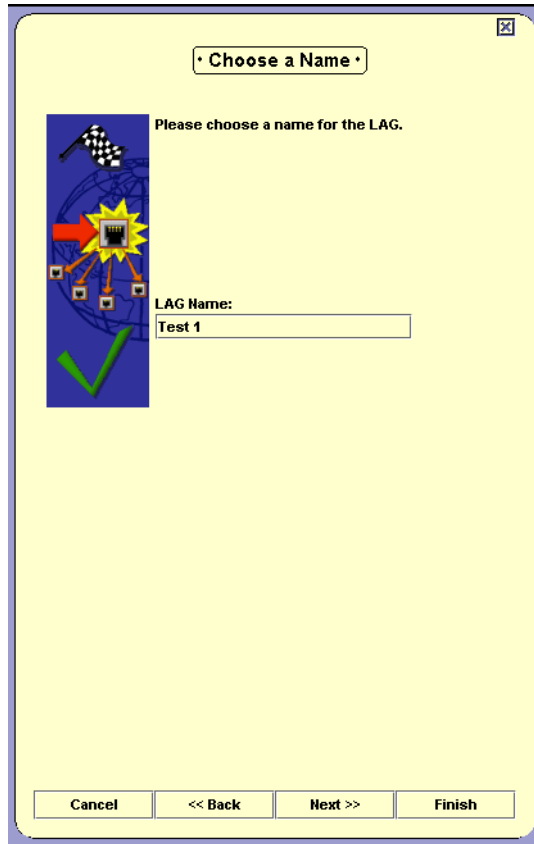 · Choose a Name ·
Please choose a name for the LAG.
LAG Name:
Test 1
Cancel
<< Back
Next >>
Finish